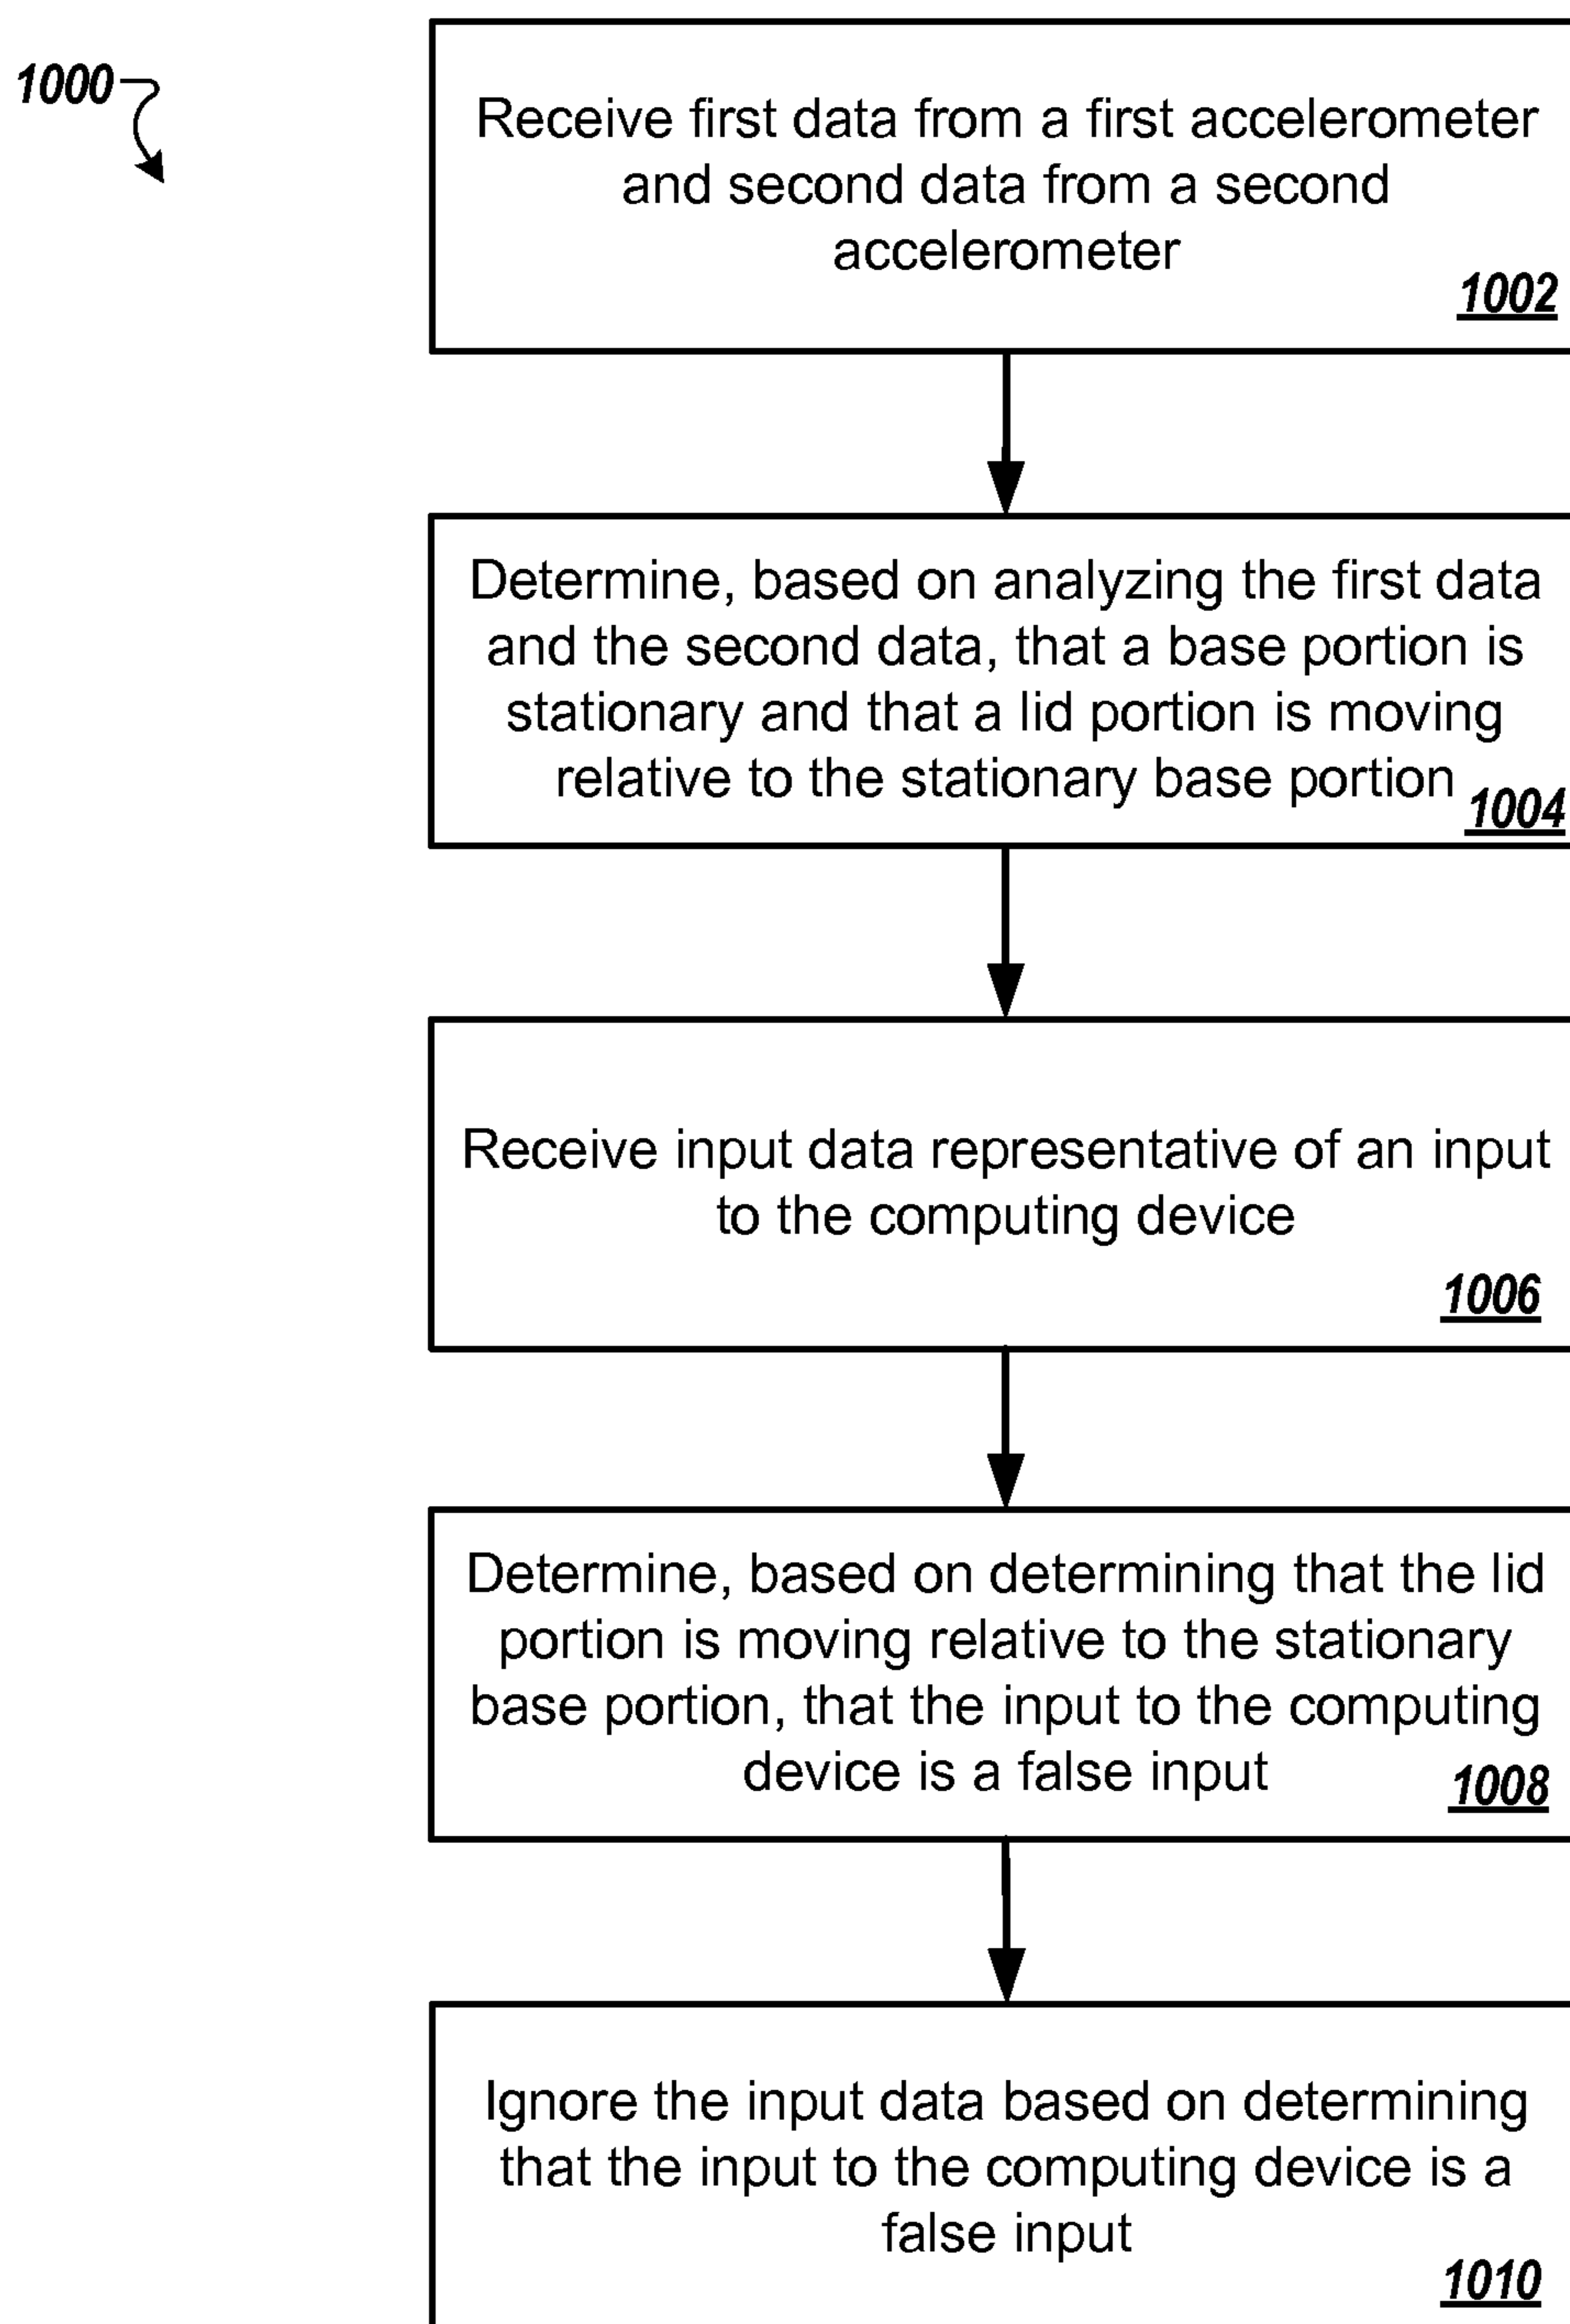 1000
Receive first data from a first accelerometer
and second data from a second
accelerometer
1002
Determine, based on analyzing the first data
and the second data, that a base portion is
stationary and that a lid portion is moving
relative to the stationary base portion
1004
Receive input data representative of an input
to the computing device
1006
Determine, based on determining that the lid
portion is moving relative to the stationary
base portion, that the input to the computing
device is a false input
1008
Ignore the input data based on determining
that the input to the computing device is a
false input
1010